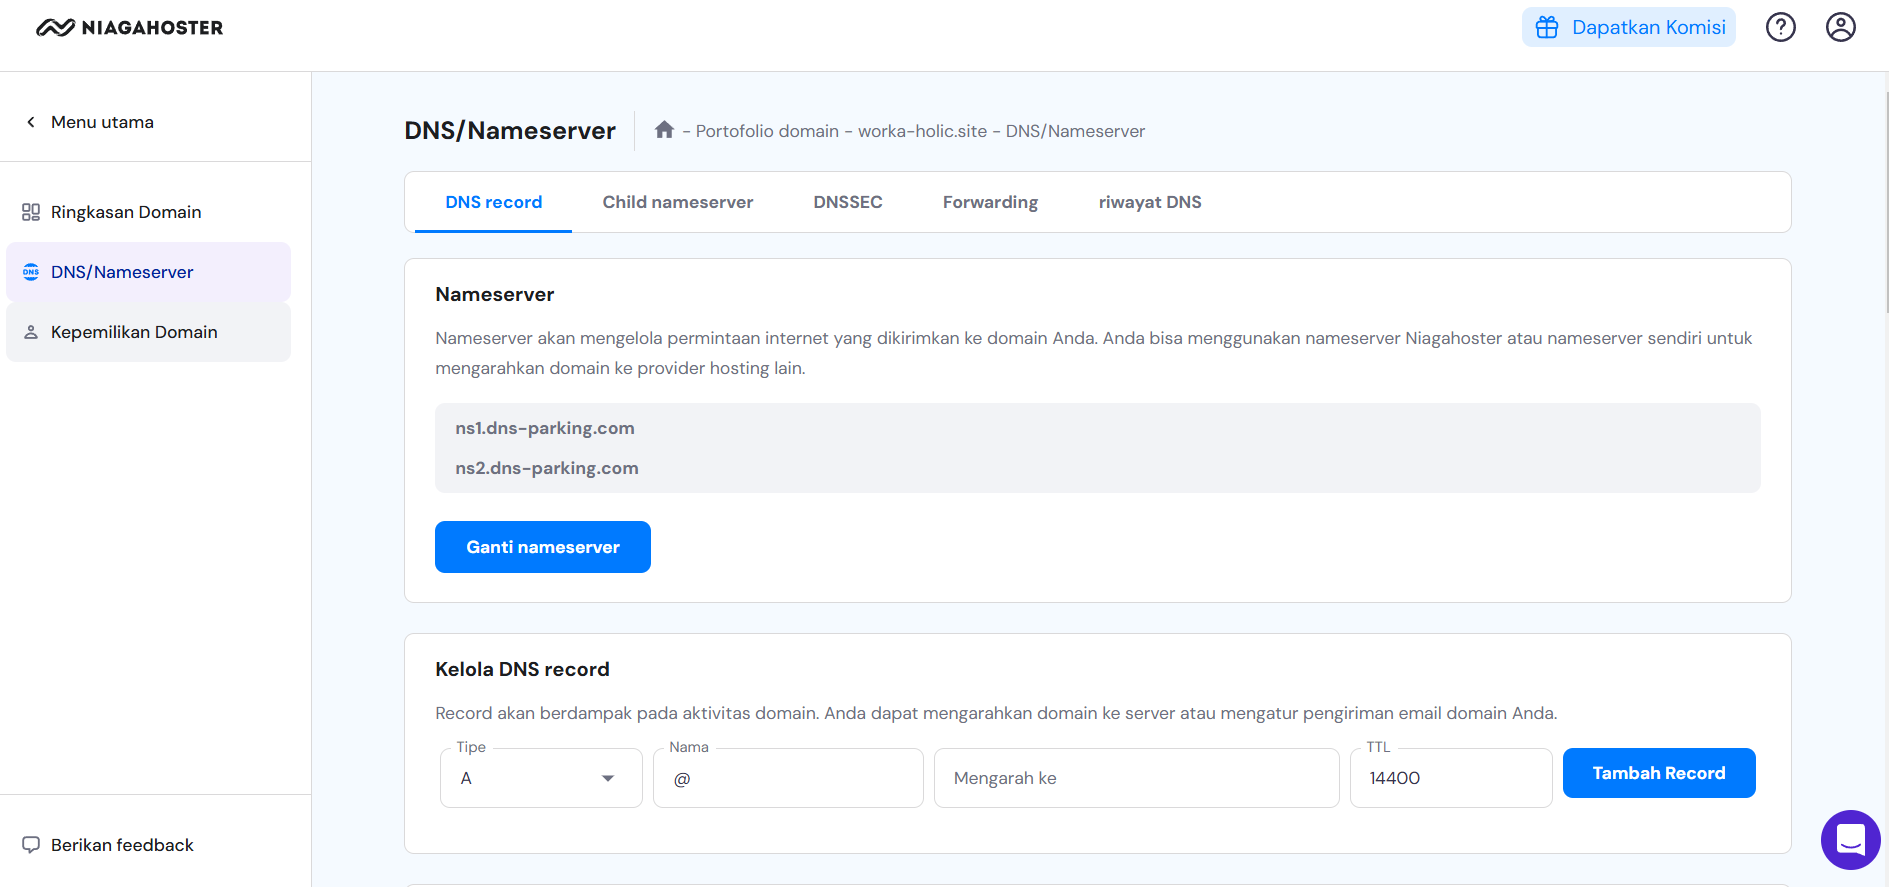 NIAGAHOSTER
Dapatkan Komisi
Menu utama
Ringkasan Domain
DNS DNS/Nameserver
Kepemilikan Domain
Berikan feedback
DNS/Nameserver
- Portofolio domain - worka-holic.site - DNS/Nameserver
DNS record Child nameserver DNSSEC Forwarding riwayat DNS
Nameserver
Nameserver akan mengelola permintaan internet yang dikirimkan ke domain Anda. Anda bisa menggunakan nameserver Niagahoster atau nameserver sendiri untuk
mengarahkan domain ke provider hosting lain.
ns1.dns-parking.com
ns2.dns-parking.com
Ganti nameserver
Kelola DNS record
Record akan berdampak pada aktivitas domain. Anda dapat mengarahkan domain ke server atau mengatur pengiriman email domain Anda.
Tipe Nama TTL
A @ Mengarah ke 14400 Tambah Record